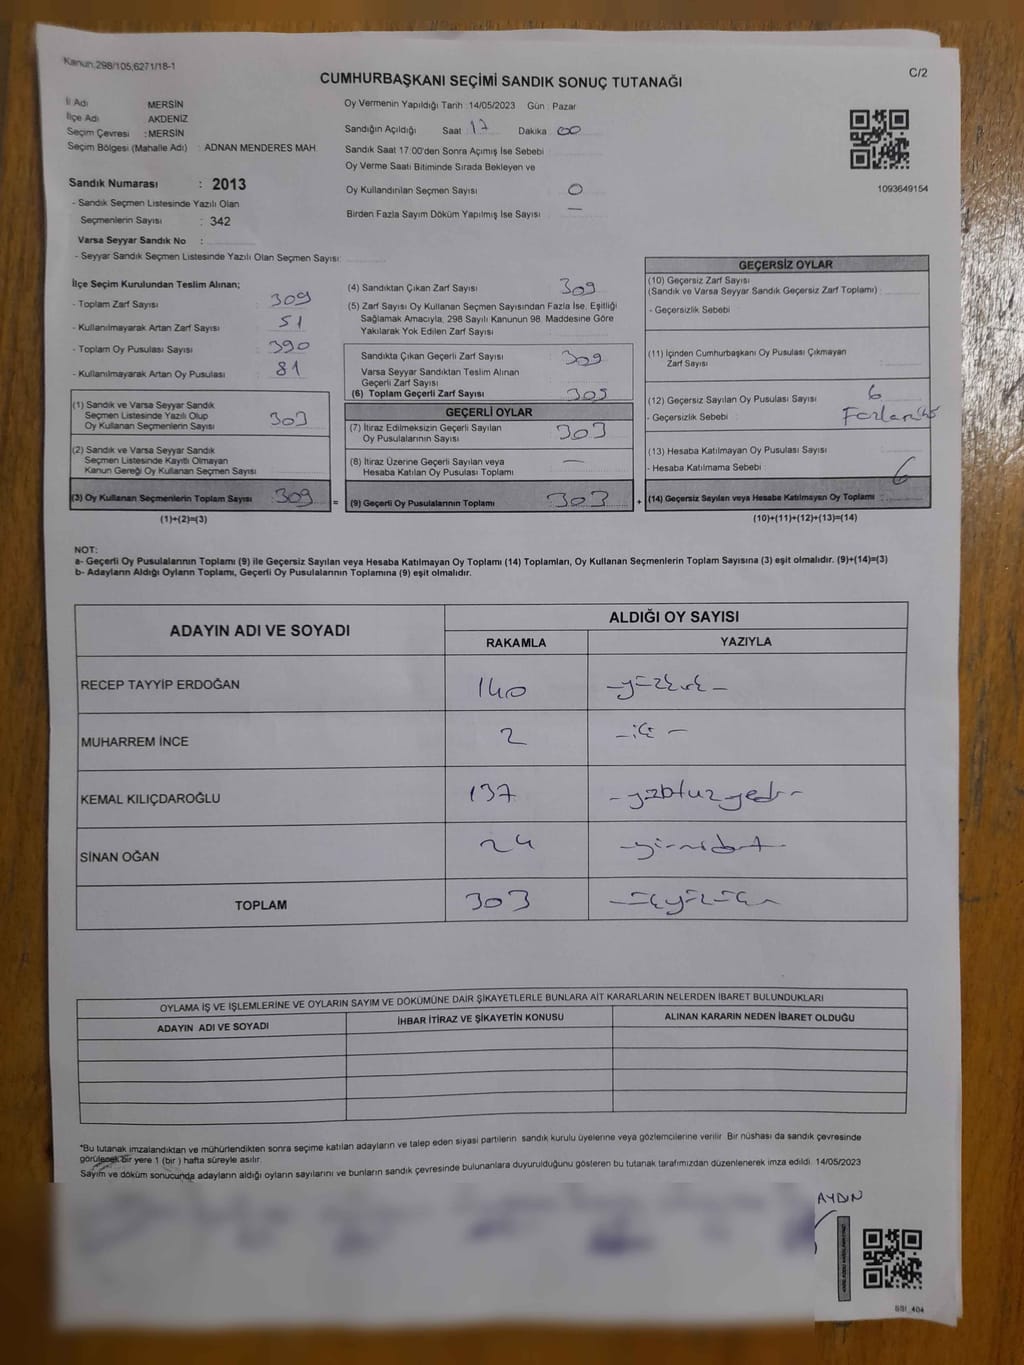 Kanun.298/105,6271/18-1
C/2
CUMHURBAŞKANI SEÇİMİ SANDIK SONUÇ TUTANAĞI
İl Adı MERSİN
İlçe Adı AKDENİZ
Seçim Çevresi : MERSİN
Seçim Bölgesi (Mahalle Adı) : ADNAN MENDERES MAH.
Sandık Numarası : 2013
- Sandık Seçmen Listesinde Yazılı Olan
Seçmenlerin Sayısı : 342
Varsa Seyyar Sandık No :
- Seyyar Sandık Seçmen Listesinde Yazılı Olan Seçmen Sayısı:
Oy Vermenin Yapıldığı Tarih : 14/05/2023 Gün : Pazar
Sandığın Açıldığı Saat : 17 Dakika : 00
Sandık Saat 17:00'den Sonra Açımış İse Sebebi :
Oy Verme Saati Bitiminde Sırada Bekleyen ve
Oy Kullandırılan Seçmen Sayısı : 0
Birden Fazla Sayım Döküm Yapılmış İse Sayısı : —
1093649154
İlçe Seçim Kurulundan Teslim Alınan;
- Toplam Zarf Sayısı : 309
- Kullanılmayarak Artan Zarf Sayısı : 51
- Toplam Oy Pusulası Sayısı : 390
- Kullanılmayarak Artan Oy Pusulası : 81
(1) Sandık ve Varsa Seyyar Sandık
Seçmen Listesinde Yazılı Olup
Oy Kullanan Seçmenlerin Sayısı : 303
(2) Sandık ve Varsa Seyyar Sandık
Seçmen Listesinde Kayıtlı Olmayan
Kanun Gereği Oy Kullanan Seçmen Sayısı :
(3) Oy Kullanan Seçmenlerin Toplam Sayısı : 309
(1)+(2)=(3)
(4) Sandıktan Çıkan Zarf Sayısı : 309
(5) Zarf Sayısı Oy Kullanan Seçmen Sayısından Fazla İse, Eşitliği
Sağlamak Amacıyla, 298 Sayılı Kanunun 98. Maddesine Göre
Yakılarak Yok Edilen Zarf Sayısı :
Sandıkta Çıkan Geçerli Zarf Sayısı : 309
Varsa Seyyar Sandıktan Teslim Alınan
Geçerli Zarf Sayısı :
(6) Toplam Geçerli Zarf Sayısı : 309
GEÇERLİ OYLAR
(7) İtiraz Edilmeksizin Geçerli Sayılan
Oy Pusulalarının Sayısı : 303
(8) İtiraz Üzerine Geçerli Sayılan veya
Hesaba Katılan Oy Pusulası Toplamı : —
(9) Geçerli Oy Pusulalarının Toplamı : 303
=
+
GEÇERSİZ OYLAR
(10) Geçersiz Zarf Sayısı
(Sandık ve Varsa Seyyar Sandık Geçersiz Zarf Toplamı) :
- Geçersizlik Sebebi :
(11) İçinden Cumhurbaşkanı Oy Pusulası Çıkmayan
Zarf Sayısı :
(12) Geçersiz Sayılan Oy Pusulası Sayısı : 6
- Geçersizlik Sebebi :
(13) Hesaba Katılmayan Oy Pusulası Sayısı :
- Hesaba Katılmama Sebebi :
6
(14) Geçersiz Sayılan veya Hesaba Katılmayan Oy Toplamı :
(10)+(11)+(12)+(13)=(14)
NOT:
a- Geçerli Oy Pusulalarının Toplamı (9) ile Geçersiz Sayılan veya Hesaba Katılmayan Oy Toplamı (14) Toplamları, Oy Kullanan Seçmenlerin Toplam Sayısına (3) eşit olmalıdır. (9)+(14)=(3)
b- Adayların Aldığı Oyların Toplamı, Geçerli Oy Pusulalarının Toplamına (9) eşit olmalıdır.
ADAYIN ADI VE SOYADI
ALDIĞI OY SAYISI
RAKAMLA YAZIYLA
RECEP TAYYİP ERDOĞAN 140 -yüzkırk-
MUHARREM İNCE 2 -iki-
KEMAL KILIÇDAROĞLU 137 -yüzotuzyedi-
SİNAN OĞAN 24 -yirmidört-
TOPLAM 303 -üçyüzüç-
OYLAMA İŞ VE İŞLEMLERİNE VE OYLARIN SAYIM VE DÖKÜMÜNE DAİR ŞİKAYETLERLE BUNLARA AİT KARARLARIN NELERDEN İBARET BULUNDUKLARI
ADAYIN ADI VE SOYADI İHBAR İTİRAZ VE ŞİKAYETİN KONUSU ALINAN KARARIN NEDEN İBARET OLDUĞU
*Bu tutanak imzalandıktan ve mühürlendikten sonra seçime katılan adayların ve talep eden siyasi partilerin sandık kurulu üyelerine veya gözlemcilerine verilir. Bir nüshası da sandık çevresinde
görülecek bir yere 1 (bir ) hafta süreyle asılır.
Sayım ve döküm sonucunda adayların aldığı oyların sayılarını ve bunların sandık çevresinde bulunanlara duyurulduğunu gösteren bu tutanak tarafımızdan düzenlenerek imza edildi. 14/05/2023
AYDIN
SSI_404